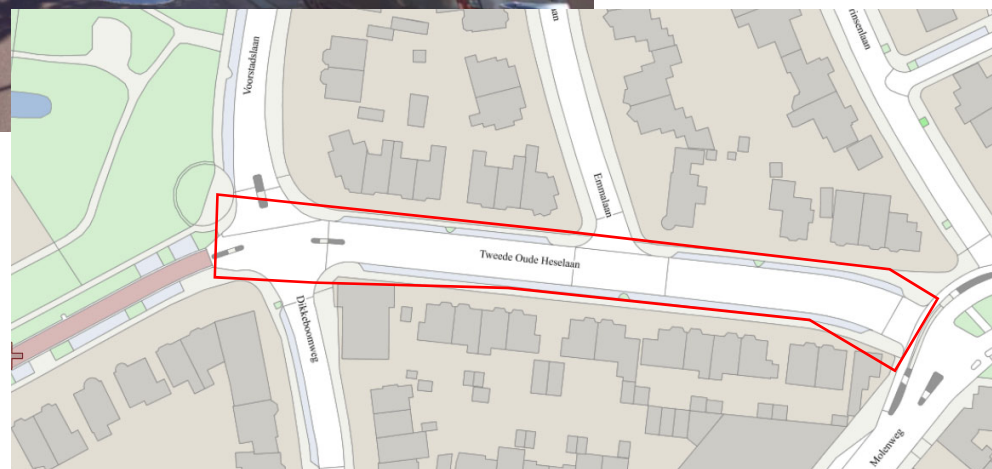 Voorstadslaan
Emmalaan
Tweede Oude Heselaan
Dikkeboomweg
Molenweg